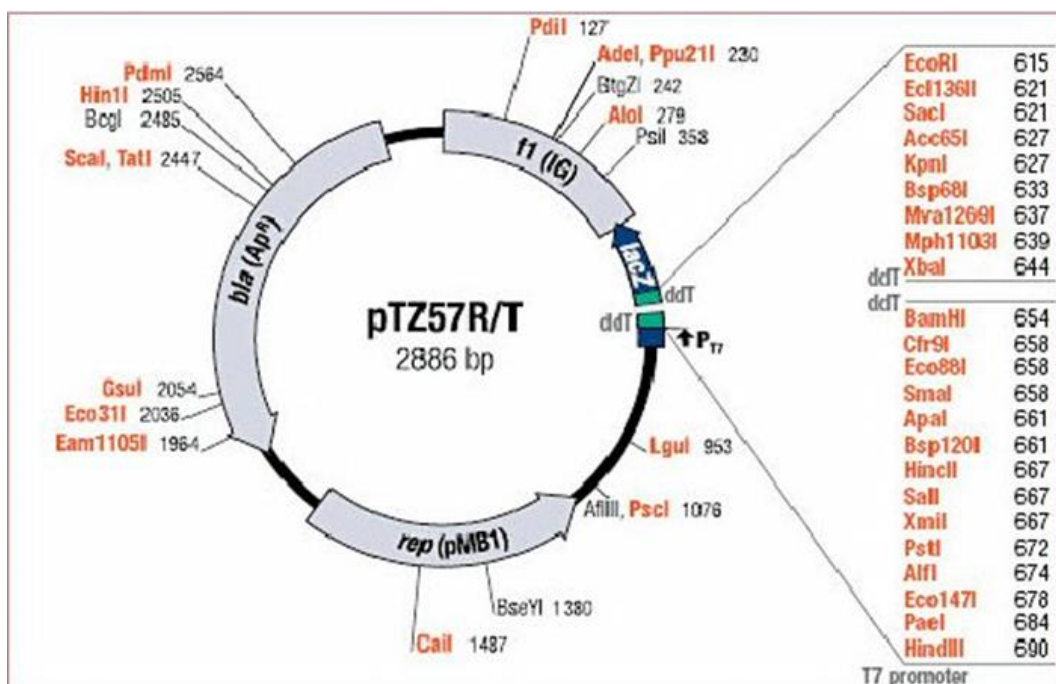 PdiI 127
AdeI, Ppu21I 230
BtgZI 242
AloI 279
PsiI 358
PdmI 2564
Hin1I 2505
BcgI 2485
ScaI, TatI 2447
f1 (IG)
lacZ
ddT
ddT
PT7
bla (ApR)
pTZ57R/T
2886 bp
GsuI 2054
Eco31I 2036
Eam1105I 1964
LguI 953
AflIII, PscI 1076
rep (pMB1)
BseYI 1380
CaiI 1487
EcoRI 615
Ecl136II 621
SacI 621
Acc65I 627
KpnI 627
Bsp68I 633
Mva1269I 637
Mph1103I 639
XbaI 644
ddT
ddT
BamHI 654
Cfr9I 658
Eco88I 658
SmaI 658
ApaI 661
Bsp120I 661
HincII 667
SalI 667
XmiI 667
PstI 672
AlfI 674
Eco147I 678
PaeI 684
HindIII 690
T7 promoter